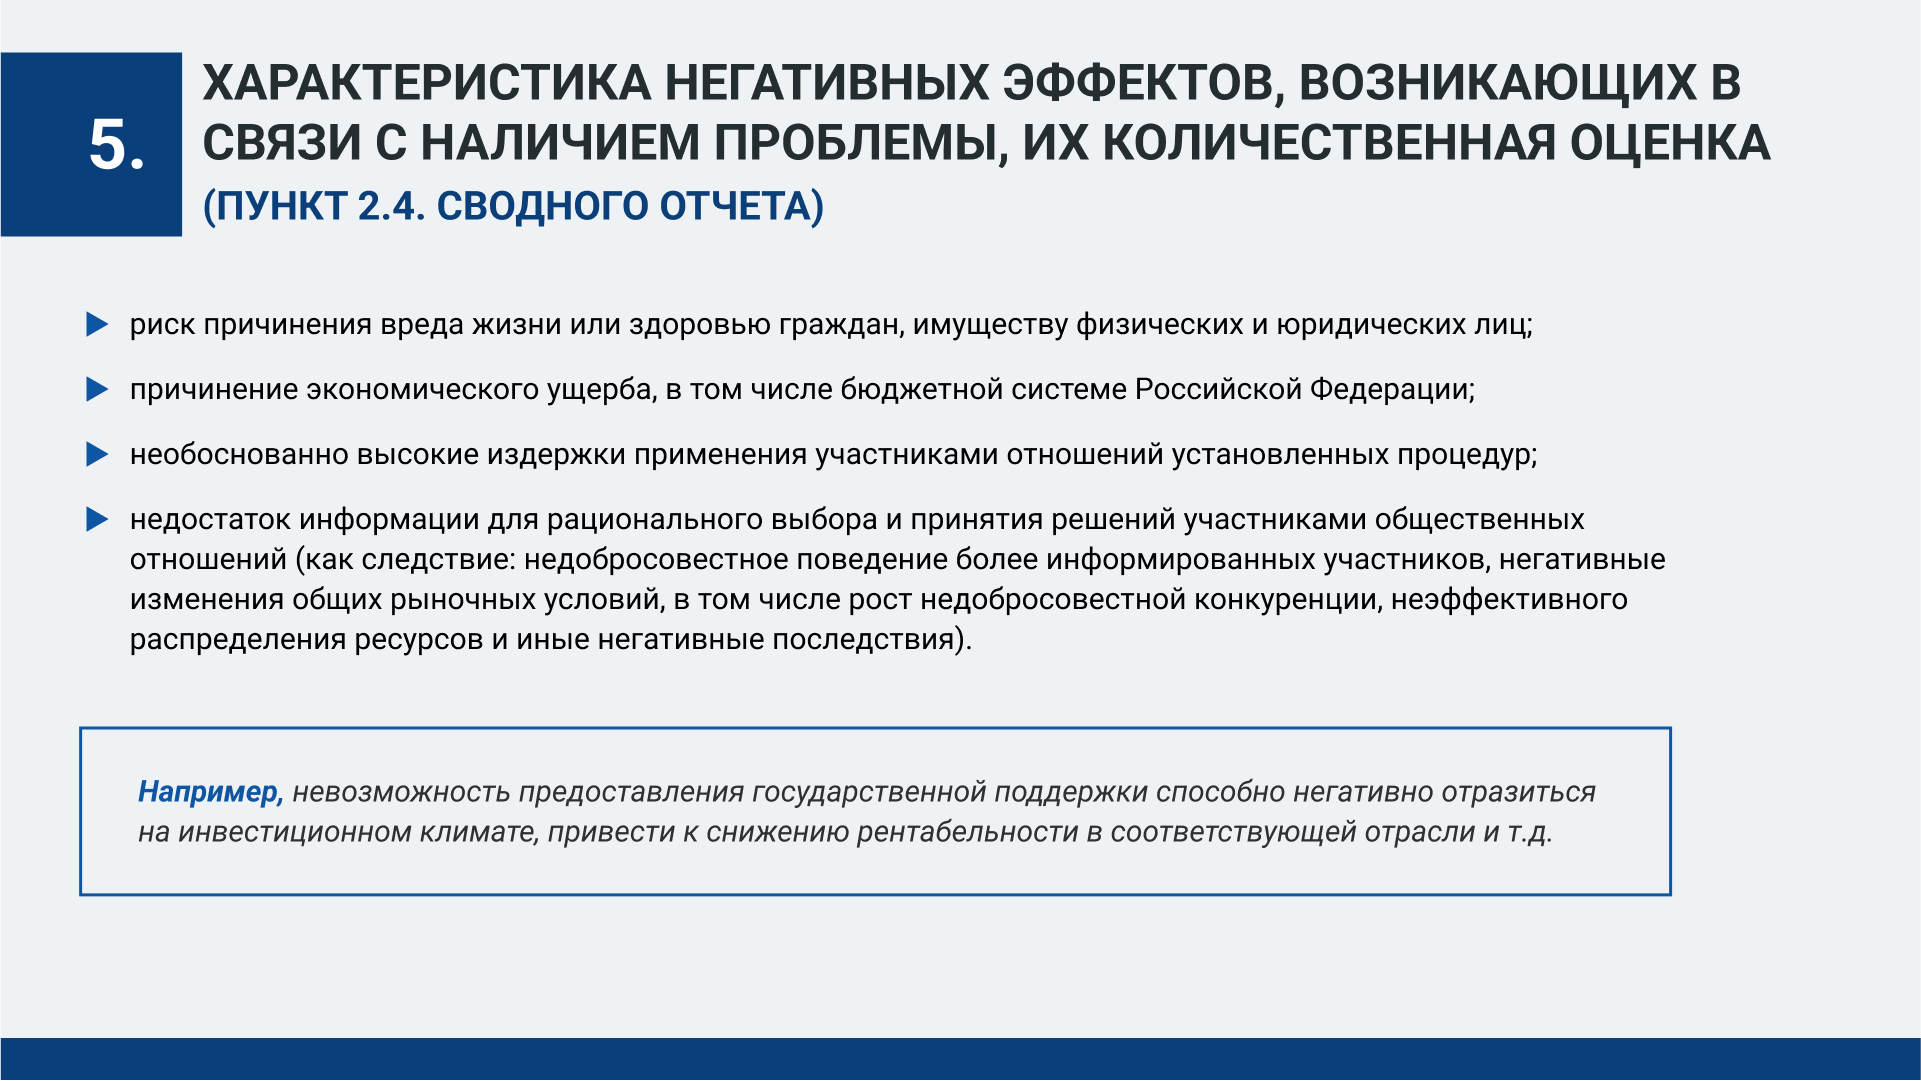 5.
ХАРАКТЕРИСТИКА НЕГАТИВНЫХ ЭФФЕКТОВ, ВОЗНИКАЮЩИХ В
СВЯЗИ С НАЛИЧИЕМ ПРОБЛЕМЫ, ИХ КОЛИЧЕСТВЕННАЯ ОЦЕНКА
(ПУНКТ 2.4. СВОДНОГО ОТЧЕТА)
риск причинения вреда жизни или здоровью граждан, имуществу физических и юридических лиц;
причинение экономического ущерба, в том числе бюджетной системе Российской Федерации;
необоснованно высокие издержки применения участниками отношений установленных процедур;
недостаток информации для рационального выбора и принятия решений участниками общественных
отношений (как следствие: недобросовестное поведение более информированных участников, негативные
изменения общих рыночных условий, в том числе рост недобросовестной конкуренции, неэффективного
распределения ресурсов и иные негативные последствия).
Например, невозможность предоставления государственной поддержки способно негативно отразиться
на инвестиционном климате, привести к снижению рентабельности в соответствующей отрасли и т.д.